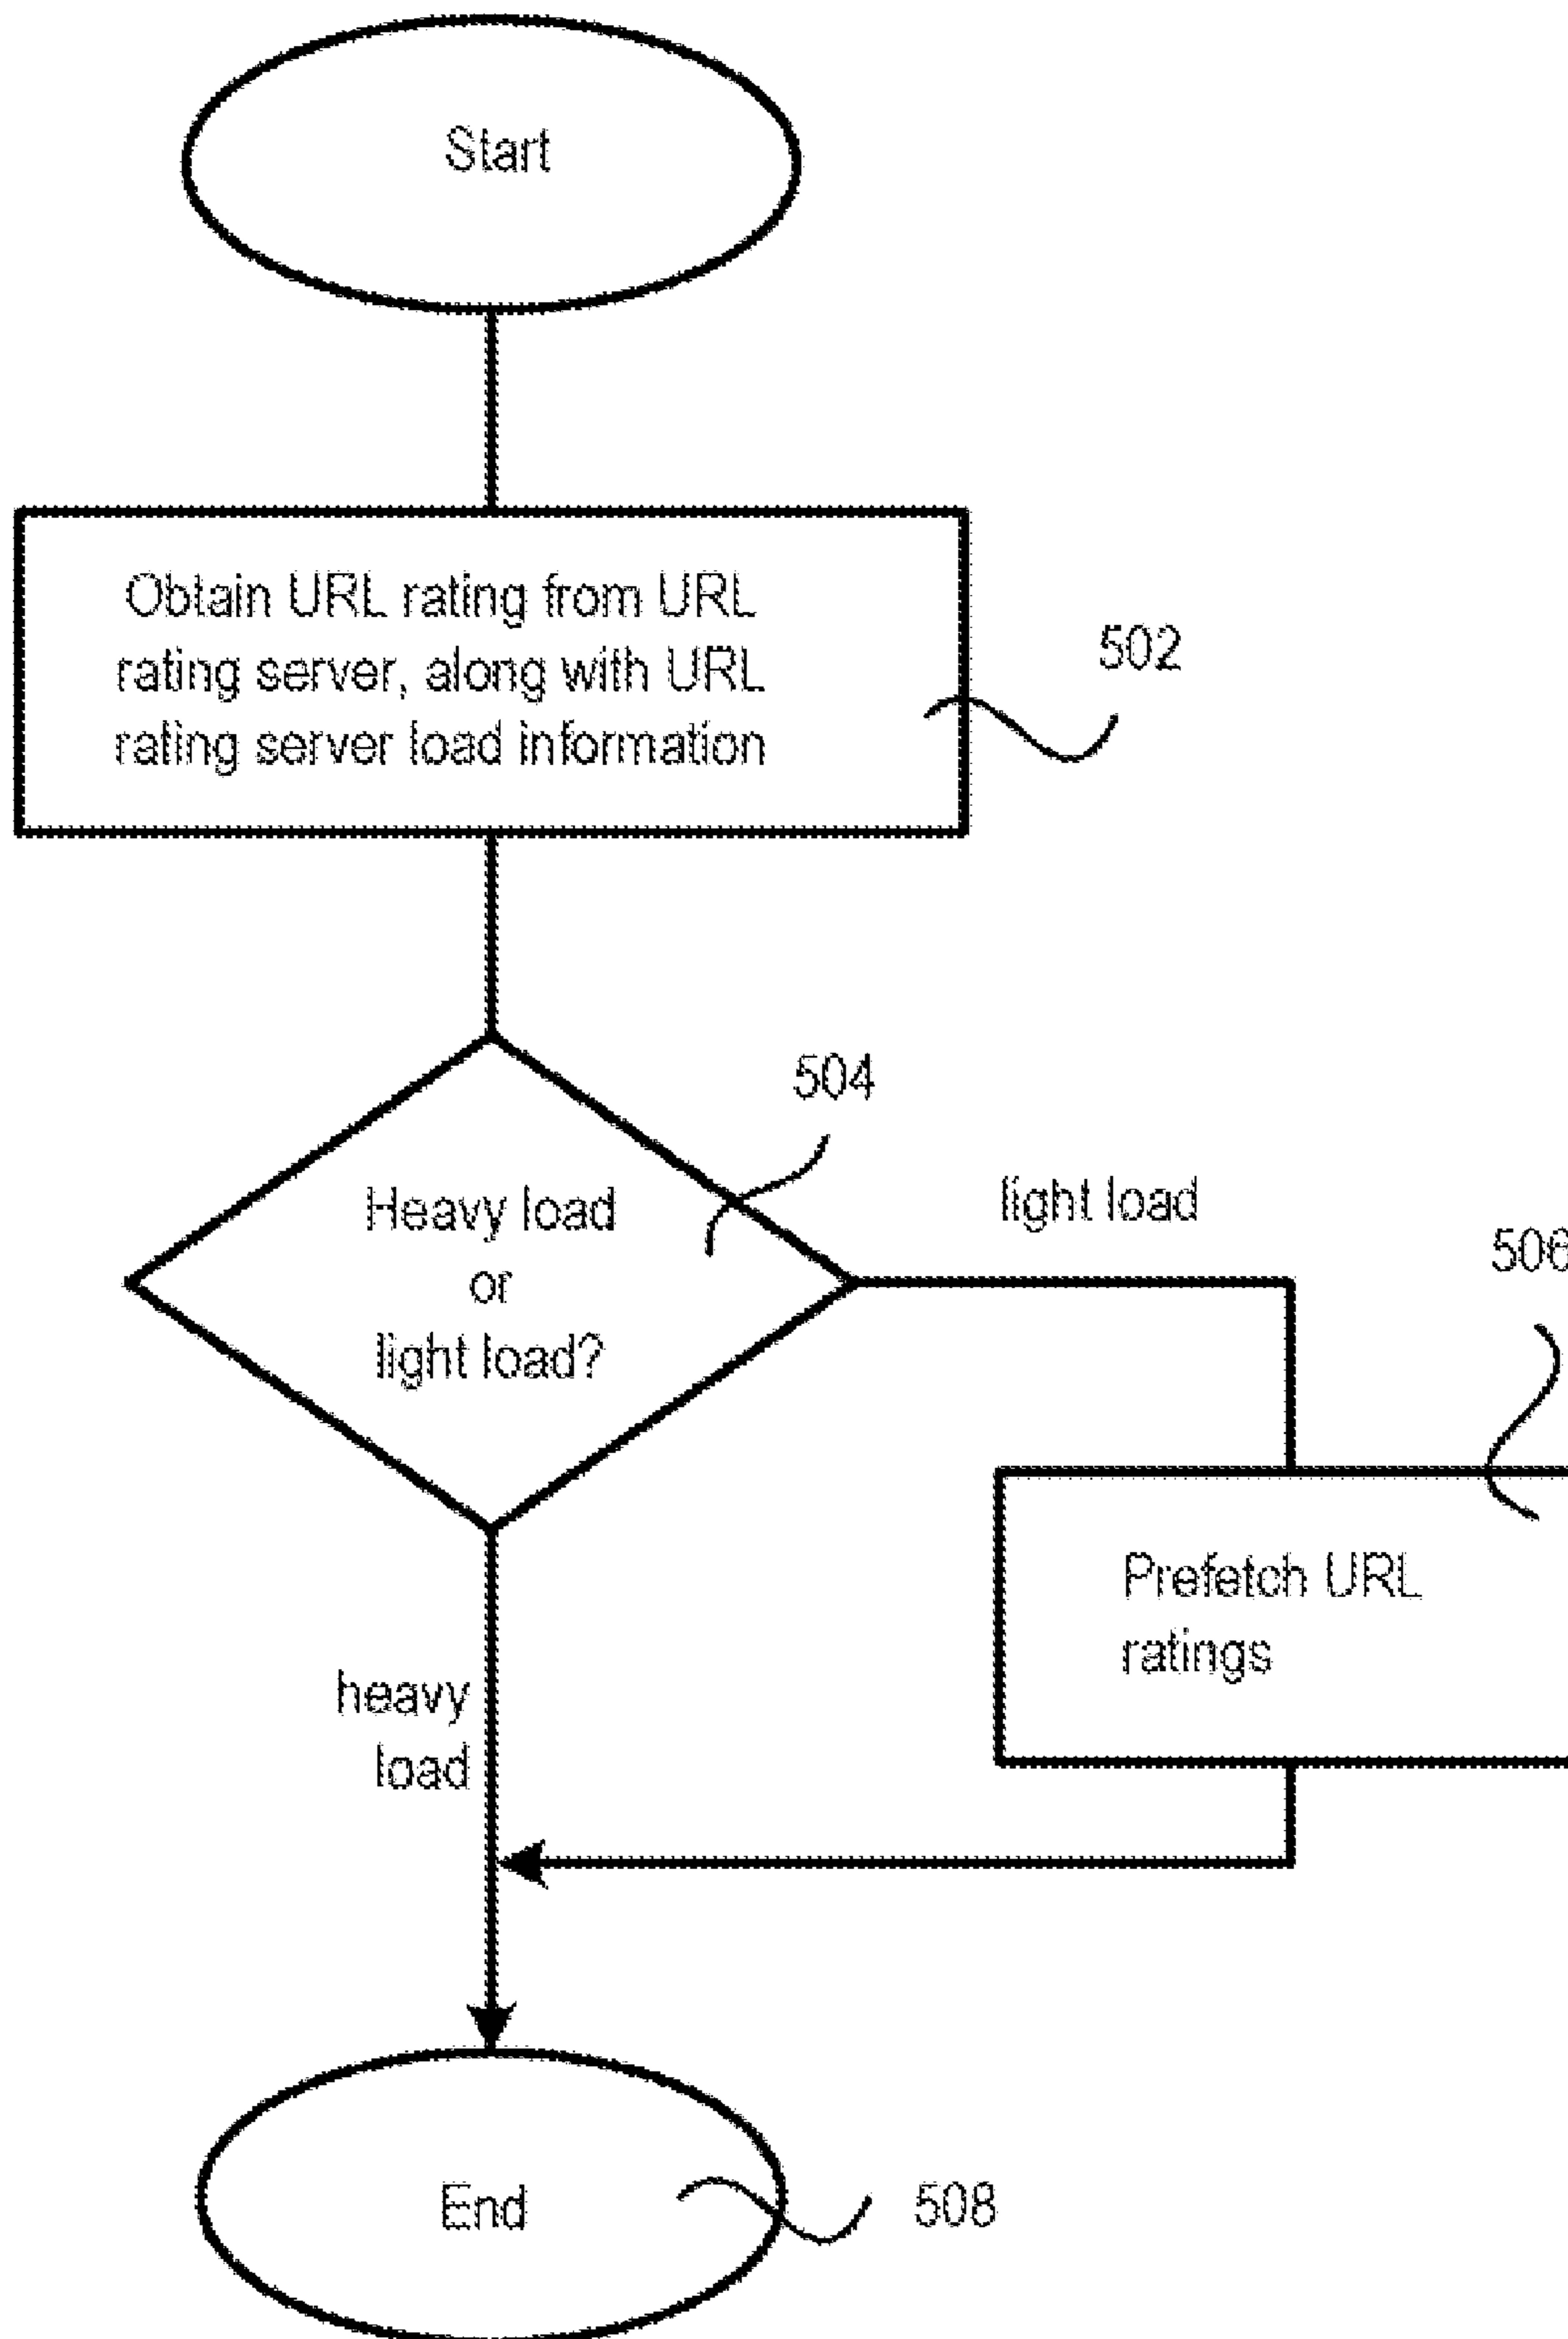 Start
Obtain URL rating from URL
rating server, along with URL
rating server load information
502
504
Heavy load
or
light load?
light load
506
Prefetch URL
ratings
heavy
load
End
508